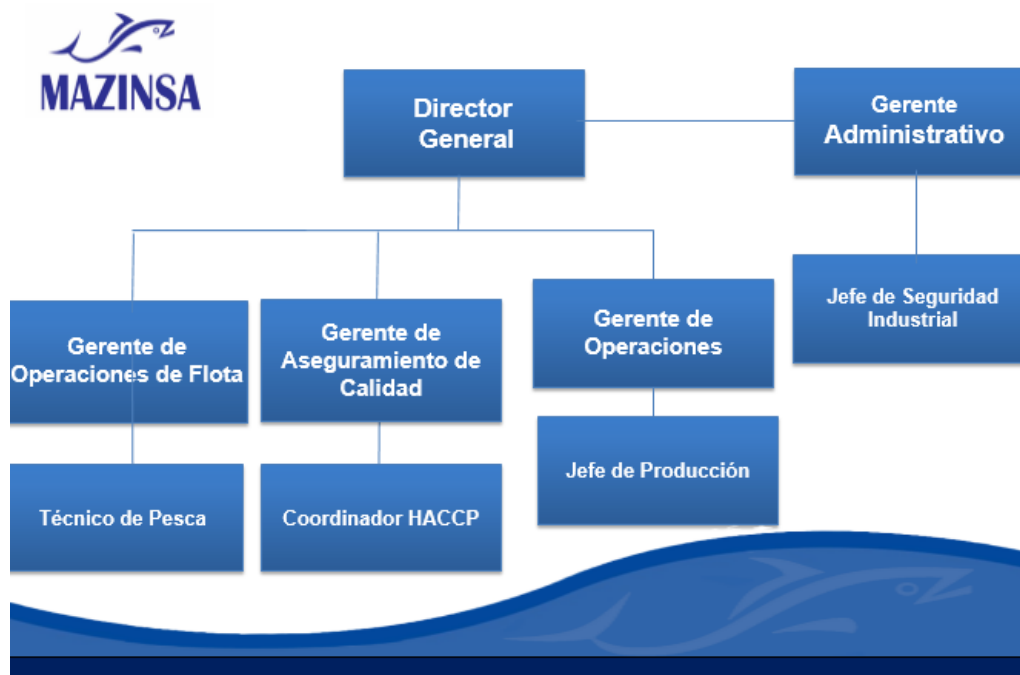 MAZINSA
Director
General
Gerente
Administrativo
Gerente de
Operaciones de Flota
Gerente de
Aseguramiento de
Calidad
Gerente de
Operaciones
Jefe de Seguridad
Industrial
Técnico de Pesca
Coordinador HACCP
Jefe de Producción